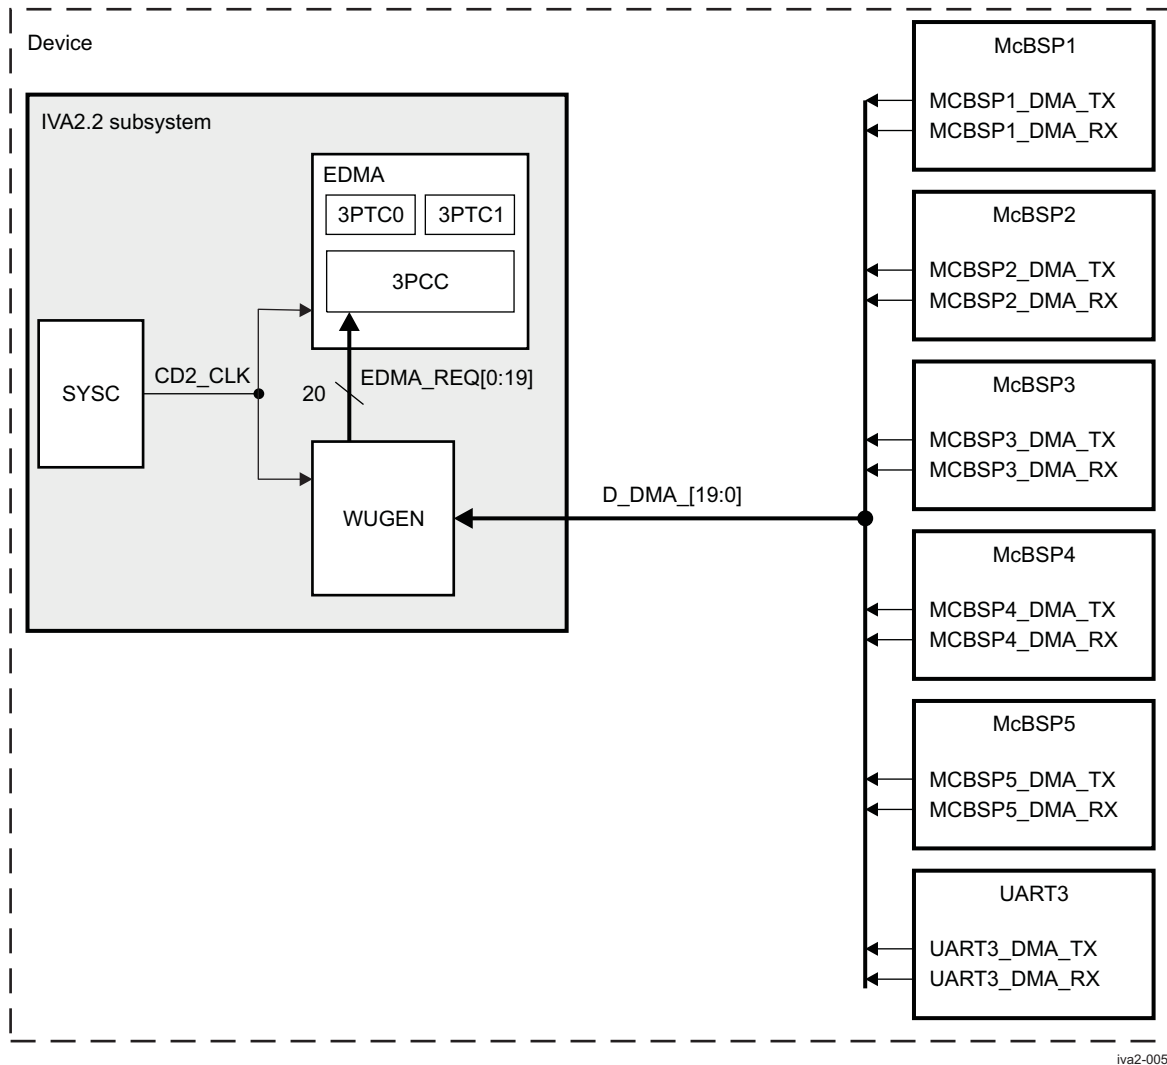 Device
IVA2.2 subsystem
EDMA
3PTC0
3PTC1
3PCC
SYSC
CD2_CLK
20
EDMA_REQ[0:19]
WUGEN
D_DMA_[19:0]
McBSP1
MCBSP1_DMA_TX
MCBSP1_DMA_RX
McBSP2
MCBSP2_DMA_TX
MCBSP2_DMA_RX
McBSP3
MCBSP3_DMA_TX
MCBSP3_DMA_RX
McBSP4
MCBSP4_DMA_TX
MCBSP4_DMA_RX
McBSP5
MCBSP5_DMA_TX
MCBSP5_DMA_RX
UART3
UART3_DMA_TX
UART3_DMA_RX
iva2-005